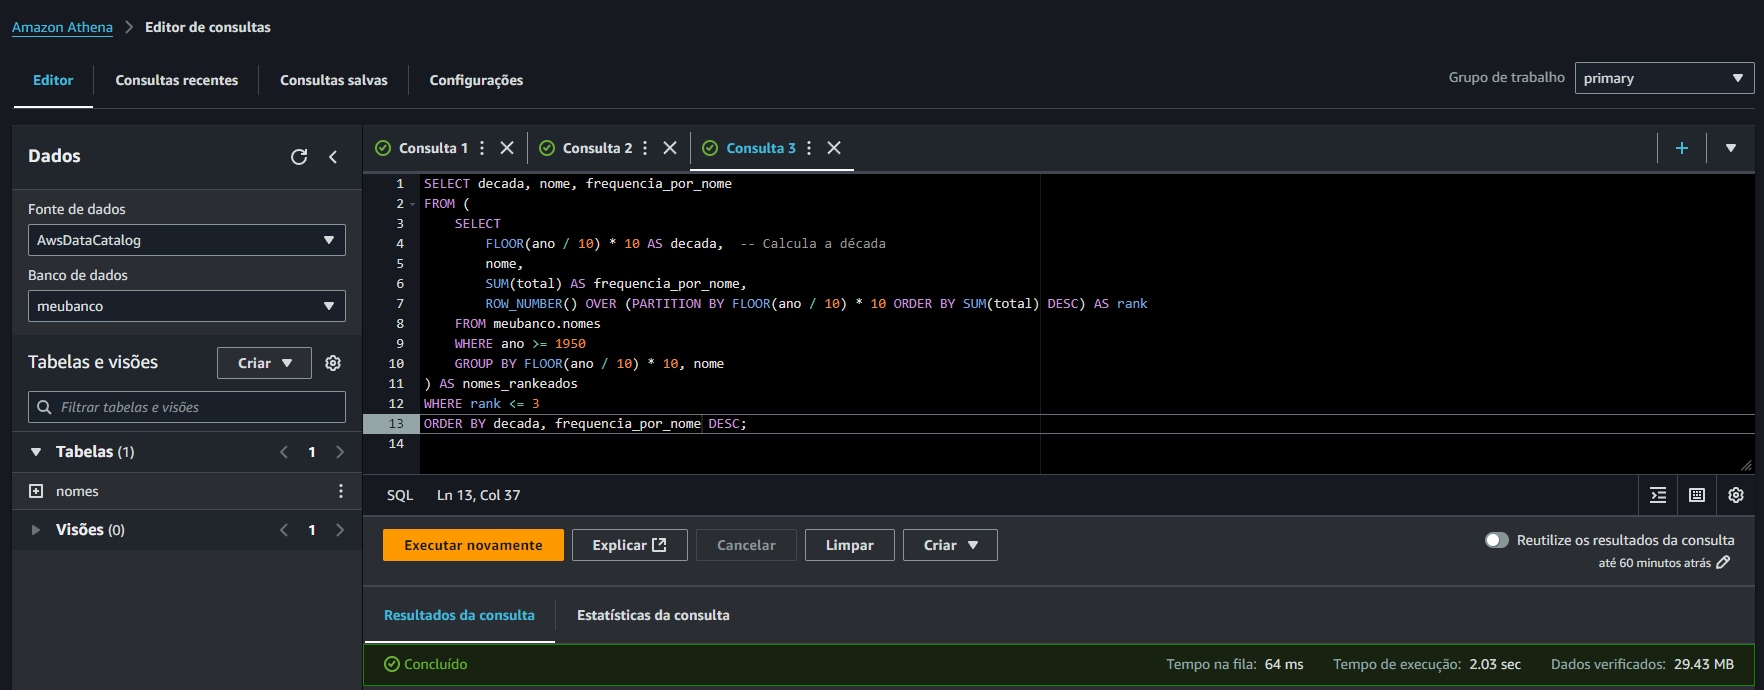 Amazon Athena > Editor de consultas
Editor Consultas recentes Consultas salvas Configurações
Grupo de trabalho primary
Dados
Fonte de dados
AwsDataCatalog
Banco de dados
meubanco
Tabelas e visões Criar
Filtrar tabelas e visões
Tabelas (1) < 1 >
nomes
Visões (0) < 1 >
Consulta 1 Consulta 2 Consulta 3
1 SELECT decada, nome, frequencia_por_nome
2 FROM (
3 SELECT
4 FLOOR(ano / 10) * 10 AS decada, -- Calcula a década
5 nome,
6 SUM(total) AS frequencia_por_nome,
7 ROW_NUMBER() OVER (PARTITION BY FLOOR(ano / 10) * 10 ORDER BY SUM(total) DESC) AS rank
8 FROM meubanco.nomes
9 WHERE ano >= 1950
10 GROUP BY FLOOR(ano / 10) * 10, nome
11 ) AS nomes_rankeados
12 WHERE rank <= 3
13 ORDER BY decada, frequencia_por_nome DESC;
14
SQL Ln 13, Col 37
Executar novamente Explicar Cancelar Limpar Criar
Reutilize os resultados da consulta
até 60 minutos atrás
Resultados da consulta Estatísticas da consulta
Concluído Tempo na fila: 64 ms Tempo de execução: 2.03 sec Dados verificados: 29.43 MB